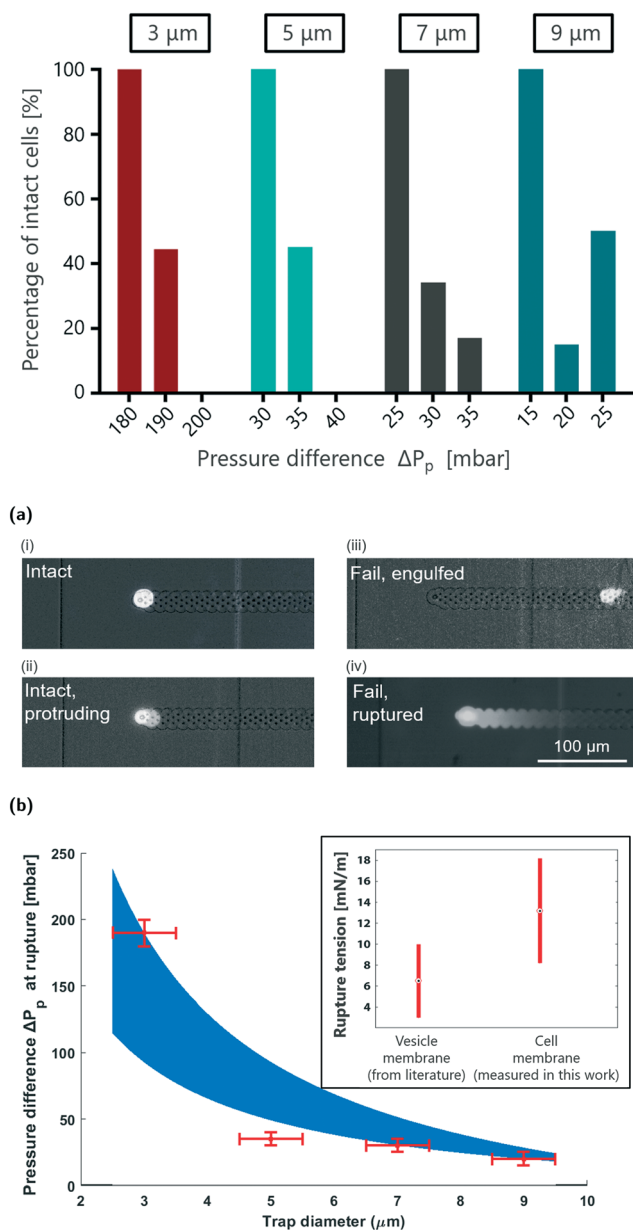 3 µm 5 µm 7 µm 9 µm
Percentage of intact cells [%]
100
80
60
40
20
0
180 190 200 30 35 40 25 30 35 15 20 25
Pressure difference ΔPₚ [mbar]
(a)
(i)
Intact
(iii)
Fail, engulfed
(ii)
Intact,
protruding
(iv)
Fail,
ruptured
100 µm
(b)
Pressure difference ΔPₚ at rupture [mbar]
250
200
150
100
50
0
2 3 4 5 6 7 8 9 10
Trap diameter (μm)
Rupture tension [mN/m]
18
16
14
12
10
8
6
4
Vesicle
membrane
(from literature)
Cell
membrane
(measured in this work)